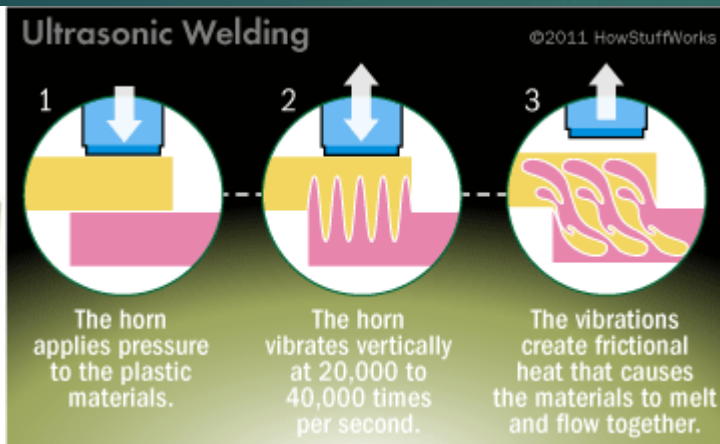 Ultrasonic Welding
©2011 HowStuffWorks
1
2
3
The horn
applies pressure
to the plastic
materials.
The horn
vibrates vertically
at 20,000 to
40,000 times
per second.
The vibrations
create frictional
heat that causes
the materials to melt
and flow together.